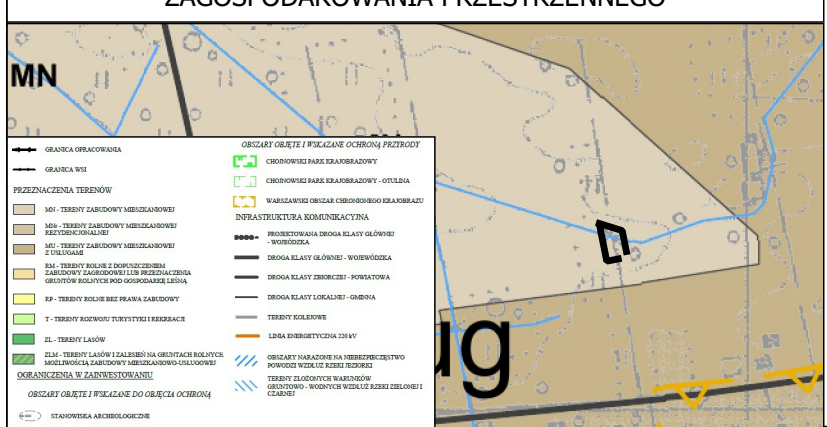 ZAGOSPODAROWANIA PRZESTRZENNEGO
MN
GRANICA OPRACOWANIA
GRANICA WSI
PRZEZNACZENIA TERENÓW
MN - TERENY ZABUDOWY MIESZKANIOWEJ
MNR - TERENY ZABUDOWY MIESZKANIOWEJ
REZYDENCJONALNEJ
MU - TERENY ZABUDOWY MIESZKANIOWEJ
Z USŁUGAMI
RM - TERENY ROLNE Z DOPUSZCZENIEM
ZABUDOWY ZAGRODOWEJ LUB PRZEZNACZENIA
GRUNTÓW ROLNYCH POD GOSPODARKĘ LEŚNĄ
RP - TERENY ROLNE BEZ PRAWA ZABUDOWY
T - TERENY ROZWOJU TURYSTYKI I REKREACJI
ZL - TERENY LASÓW
ZLM - TERENY LASÓW I ZALESIEŃ NA GRUNTACH ROLNYCH
MOŻLIWOŚCIĄ ZABUDOWY MIESZKANIOWO-USŁUGOWEJ
OGRANICZENIA W ZAINWESTOWANIU
OBSZARY OBJĘTE I WSKAZANE DO OBJĘCIA OCHRONĄ
STANOWISKA ARCHEOLOGICZNE
OBSZARY OBJĘTE I WSKAZANE OCHRONĄ PRZYRODY
CHOJNOWSKI PARK KRAJOBRAZOWY
CHOJNOWSKI PARK KRAJOBRAZOWY - OTULINA
WARSZAWSKI OBSZAR CHRONIONEGO KRAJOBRAZU
INFRASTRUKTURA KOMUNIKACYJNA
PROJEKTOWANA DROGA KLASY GŁÓWNEJ
- WOJEWÓDZKA
DROGA KLASY GŁÓWNEJ - WOJEWÓDZKA
DROGA KLASY ZBIORCZEJ - POWIATOWA
DROGA KLASY LOKALNEJ - GMINNA
TERENY KOLEJOWE
LINIA ENERGETYCZNA 220 kV
OBSZARY NARAŻONE NA NIEBEZPIECZEŃSTWO
POWODZI WZDŁUŻ RZEKI JEZIORKI
TERENY ZŁOŻONYCH WARUNKÓW
GRUNTOWO - WODNYCH WZDŁUŻ RZEKI ZIELONEJ I
CZARNEJ
ug